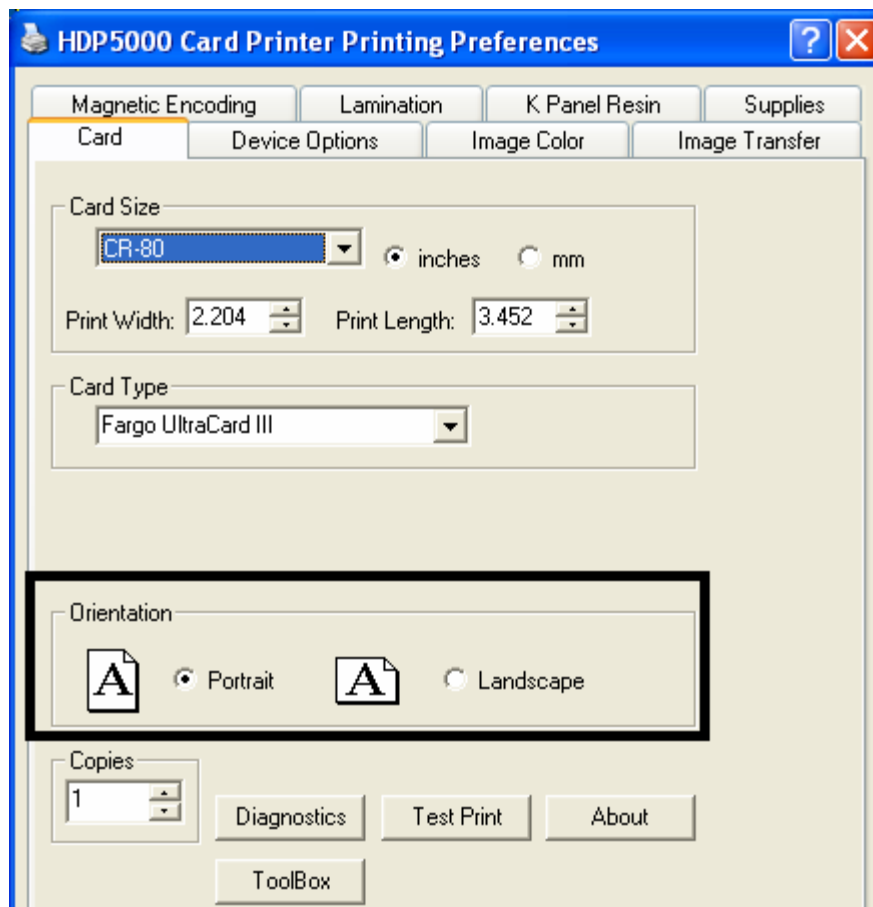 HDP5000 Card Printer Printing Preferences
Magnetic Encoding Lamination K Panel Resin Supplies
Card Device Options Image Color Image Transfer
Card Size
CR-80 inches mm
Print Width: 2.204 Print Length: 3.452
Card Type
Fargo UltraCard III
Orientation
A Portrait A Landscape
Copies
1
Diagnostics Test Print About
ToolBox